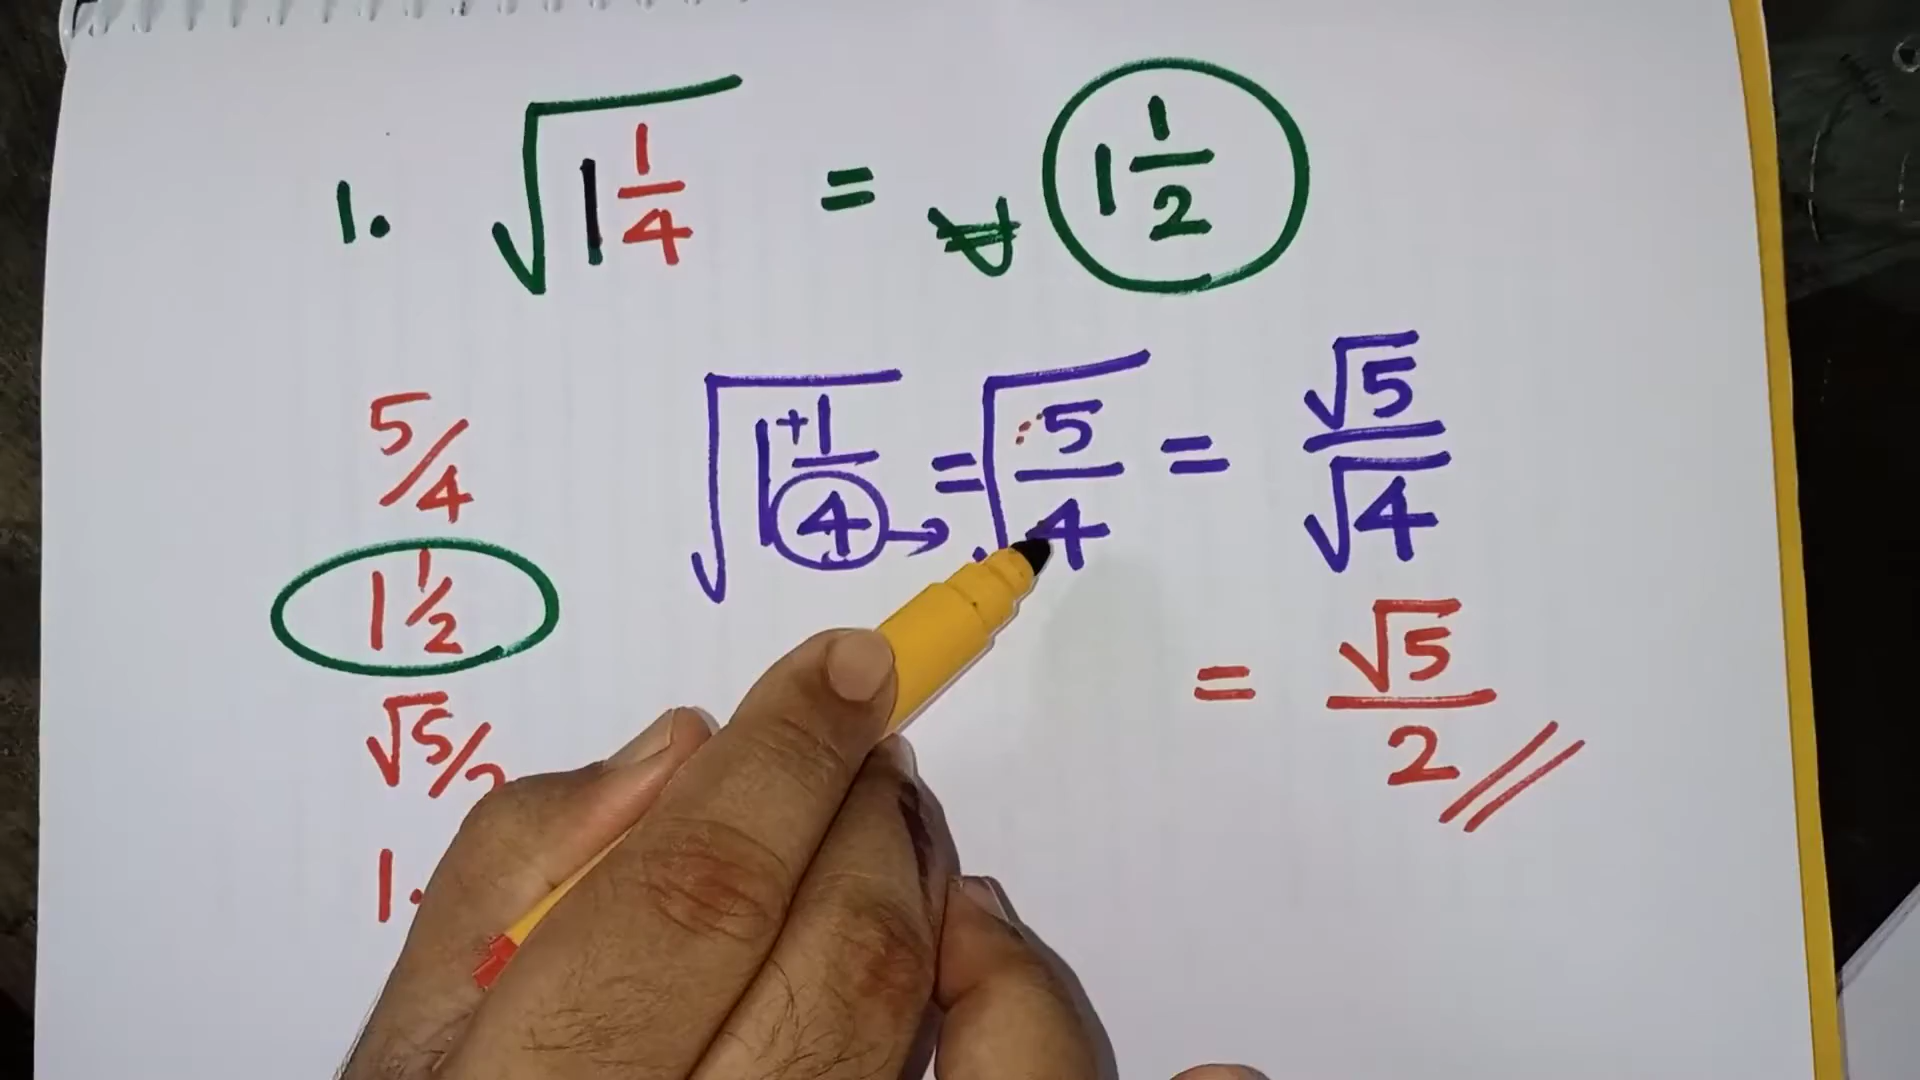 1. √1 1/4 = 1 1/2
5/4
1 1/2
√5/2
1.
√1 +1/4 = √5/4 = √5/√4
= √5/2